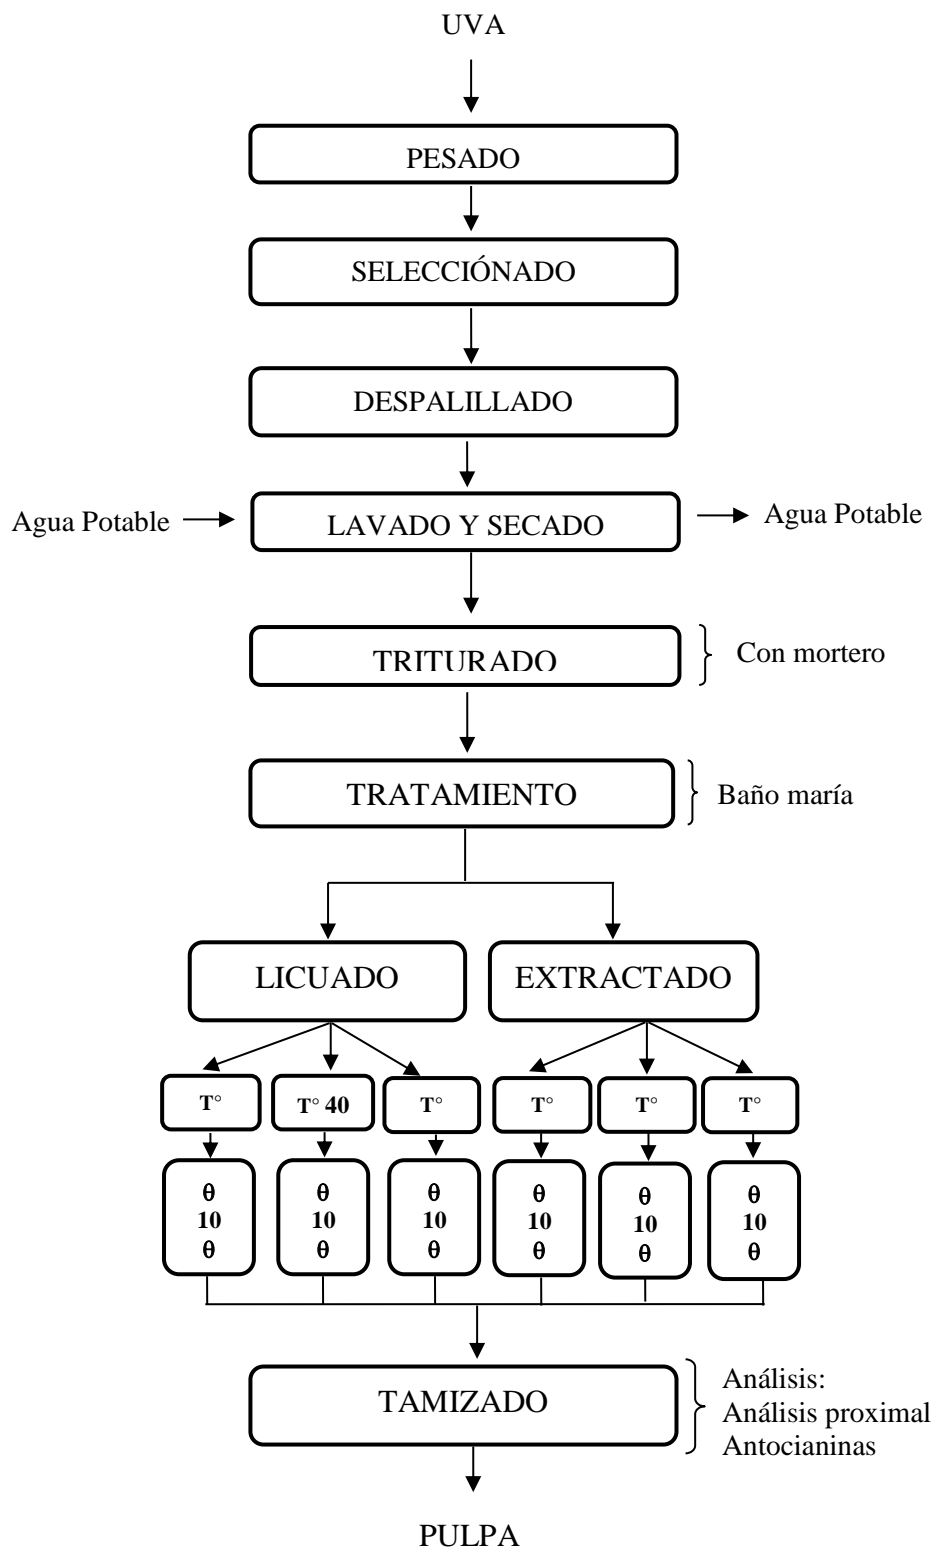 UVA
PESADO
SELECCIÓNADO
DESPALILLADO
Agua Potable
LAVADO Y SECADO
Agua Potable
TRITURADO
Con mortero
TRATAMIENTO
Baño maría
LICUADO
EXTRACTADO
T°
T° 40
T°
T°
T°
T°
θ
10
θ
θ
10
θ
θ
10
θ
θ
10
θ
θ
10
θ
θ
10
θ
TAMIZADO
Análisis:
Análisis proximal
Antocianinas
PULPA